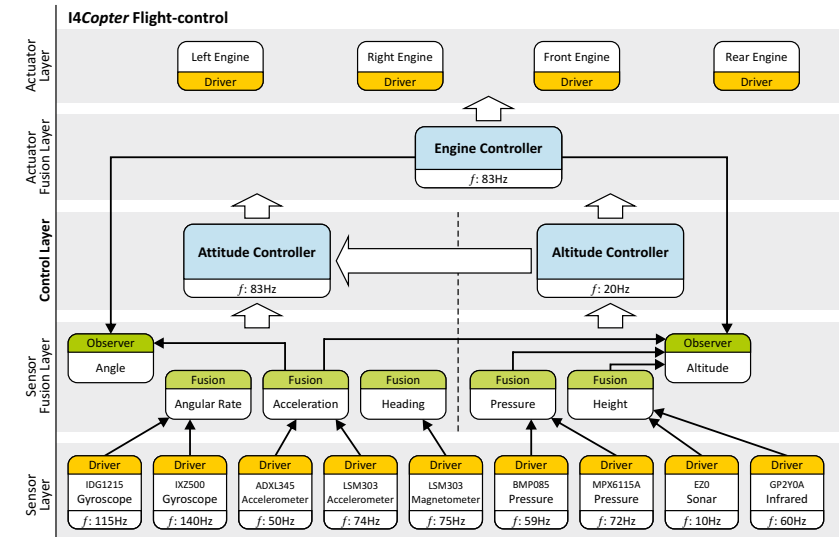 I4Copter Flight-control
Actuator
Layer
Left Engine
Driver
Right Engine
Driver
Front Engine
Driver
Rear Engine
Driver
Actuator
Fusion Layer
Engine Controller
f: 83Hz
Control Layer
Attitude Controller
f: 83Hz
Altitude Controller
f: 20Hz
Sensor
Fusion Layer
Observer
Angle
Fusion
Angular Rate
Fusion
Acceleration
Fusion
Heading
Fusion
Pressure
Fusion
Height
Observer
Altitude
Sensor
Layer
Driver
IDG1215
Gyroscope
f: 115Hz
Driver
IXZ500
Gyroscope
f: 140Hz
Driver
ADXL345
Accelerometer
f: 50Hz
Driver
LSM303
Accelerometer
f: 74Hz
Driver
LSM303
Magnetometer
f: 75Hz
Driver
BMP085
Pressure
f: 59Hz
Driver
MPX6115A
Pressure
f: 72Hz
Driver
EZ0
Sonar
f: 10Hz
Driver
GP2Y0A
Infrared
f: 60Hz